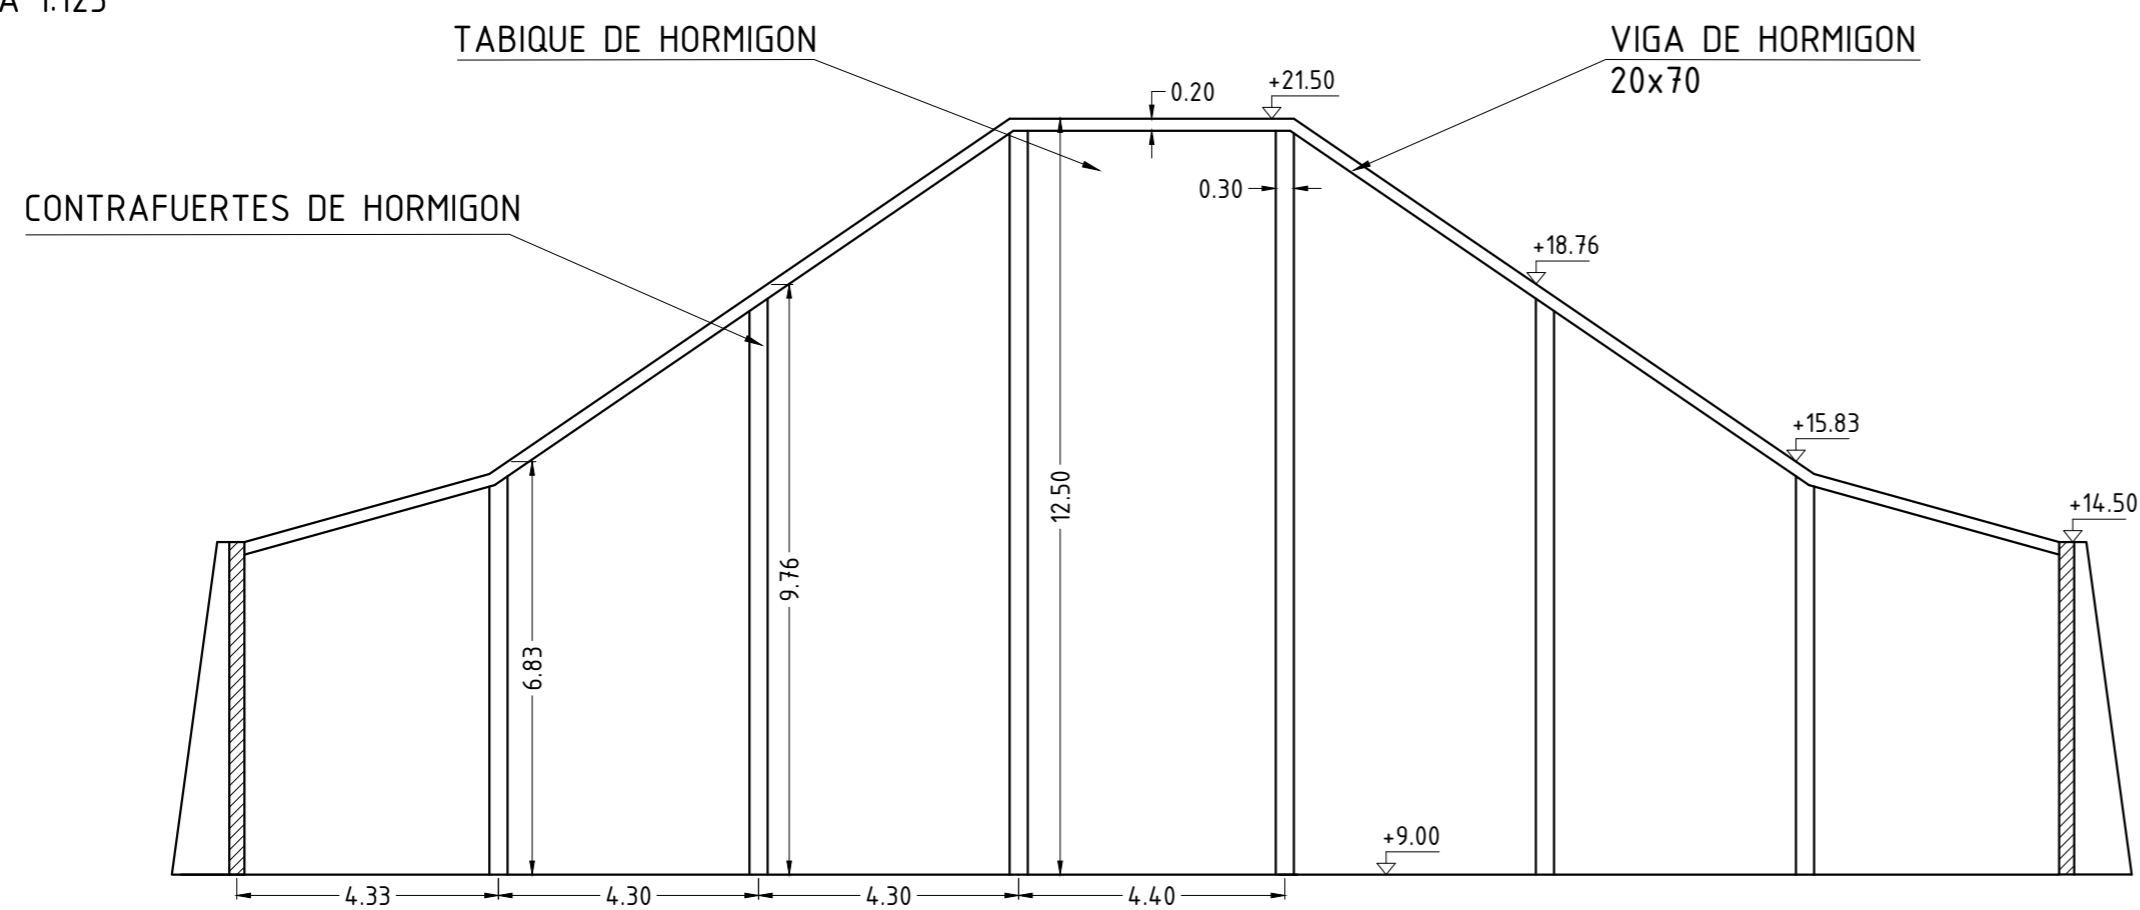 A 1:125
TABIQUE DE HORMIGON
VIGA DE HORMIGON
20x70
0.20
+21.50
0.30
CONTRAFUERTES DE HORMIGON
+18.76
+15.83
+14.50
12.50
9.76
6.83
+9.00
4.33
4.30
4.30
4.40